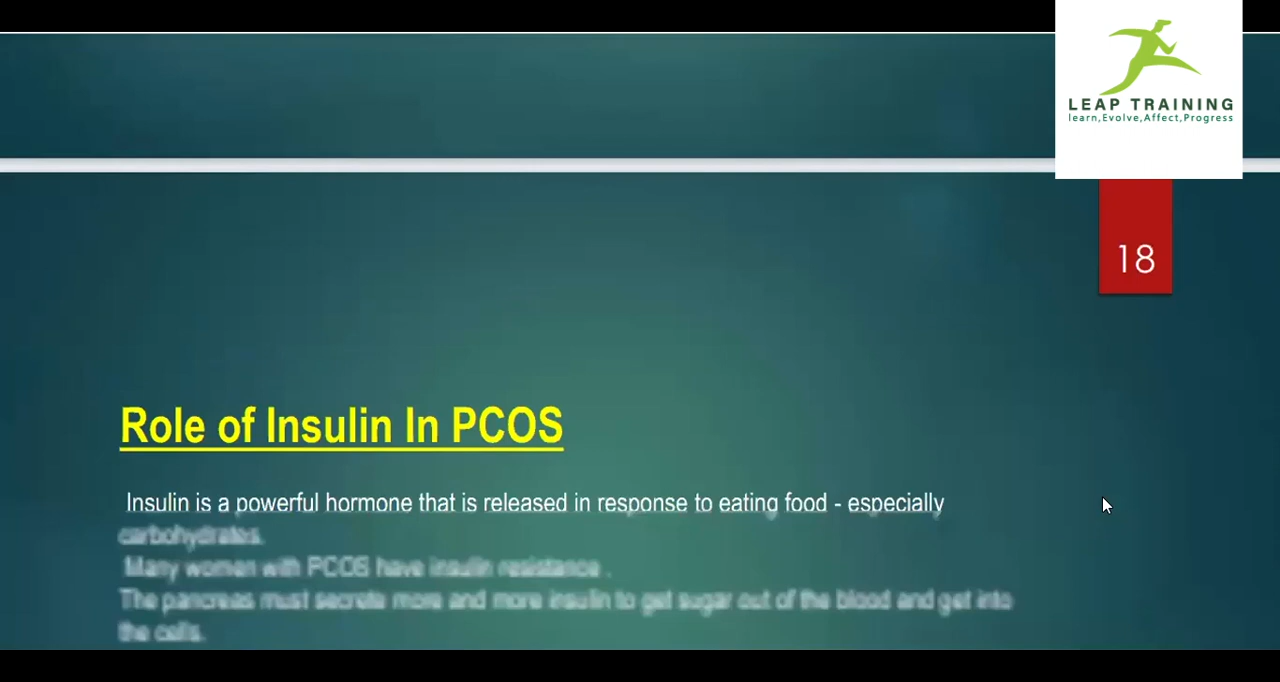 LEAP TRAINING
learn,Evolve,Affect,Progress
18
Role of Insulin In PCOS
Insulin is a powerful hormone that is released in response to eating food - especially
carbohydrates.
Many women with PCOS have insulin resistance .
The pancreas must secrete more and more insulin to get sugar out of the blood and get into
the cells.